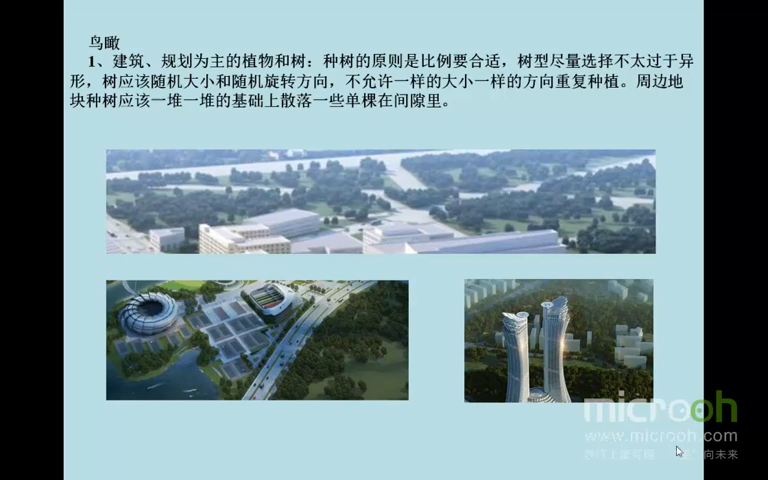 鸟瞰
1、建筑、规划为主的植物和树：种树的原则是比例要合适，树型尽量选择不太过于异
形，树应该随机大小和随机旋转方向，不允许一样的大小一样的方向重复种植。周边地
块种树应该一堆一堆的基础上散落一些单棵在间隙里。
microoh
www.microoh.com
向未来